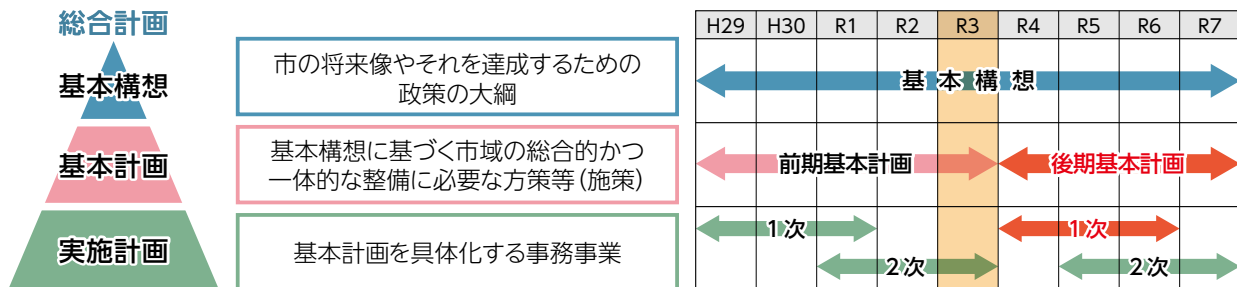 総合計画
基本構想
市の将来像やそれを達成するための
政策の大綱
基本計画
基本構想に基づく市域の総合的かつ
一体的な整備に必要な方策等(施策)
実施計画
基本計画を具体化する事務事業
H29 H30 R1 R2 R3 R4 R5 R6 R7
基本構想
前期基本計画 後期基本計画
1次 1次
2次 2次